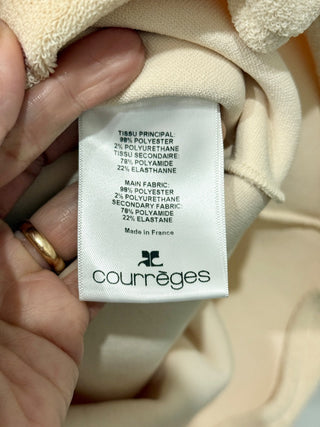 TISSU PRINCIPAL
98% POLYESTER
2% POLYURETHANE
TISSU SECONDAIRE:
78% POLYAMIDE
22% ELASTHANNE
MAIN FABRIC:
98% POLYESTER
2% POLYURETHANE
SECONDARY FABRIC:
78% POLYAMIDE
22% ELASTANE
Made in France
courrèges